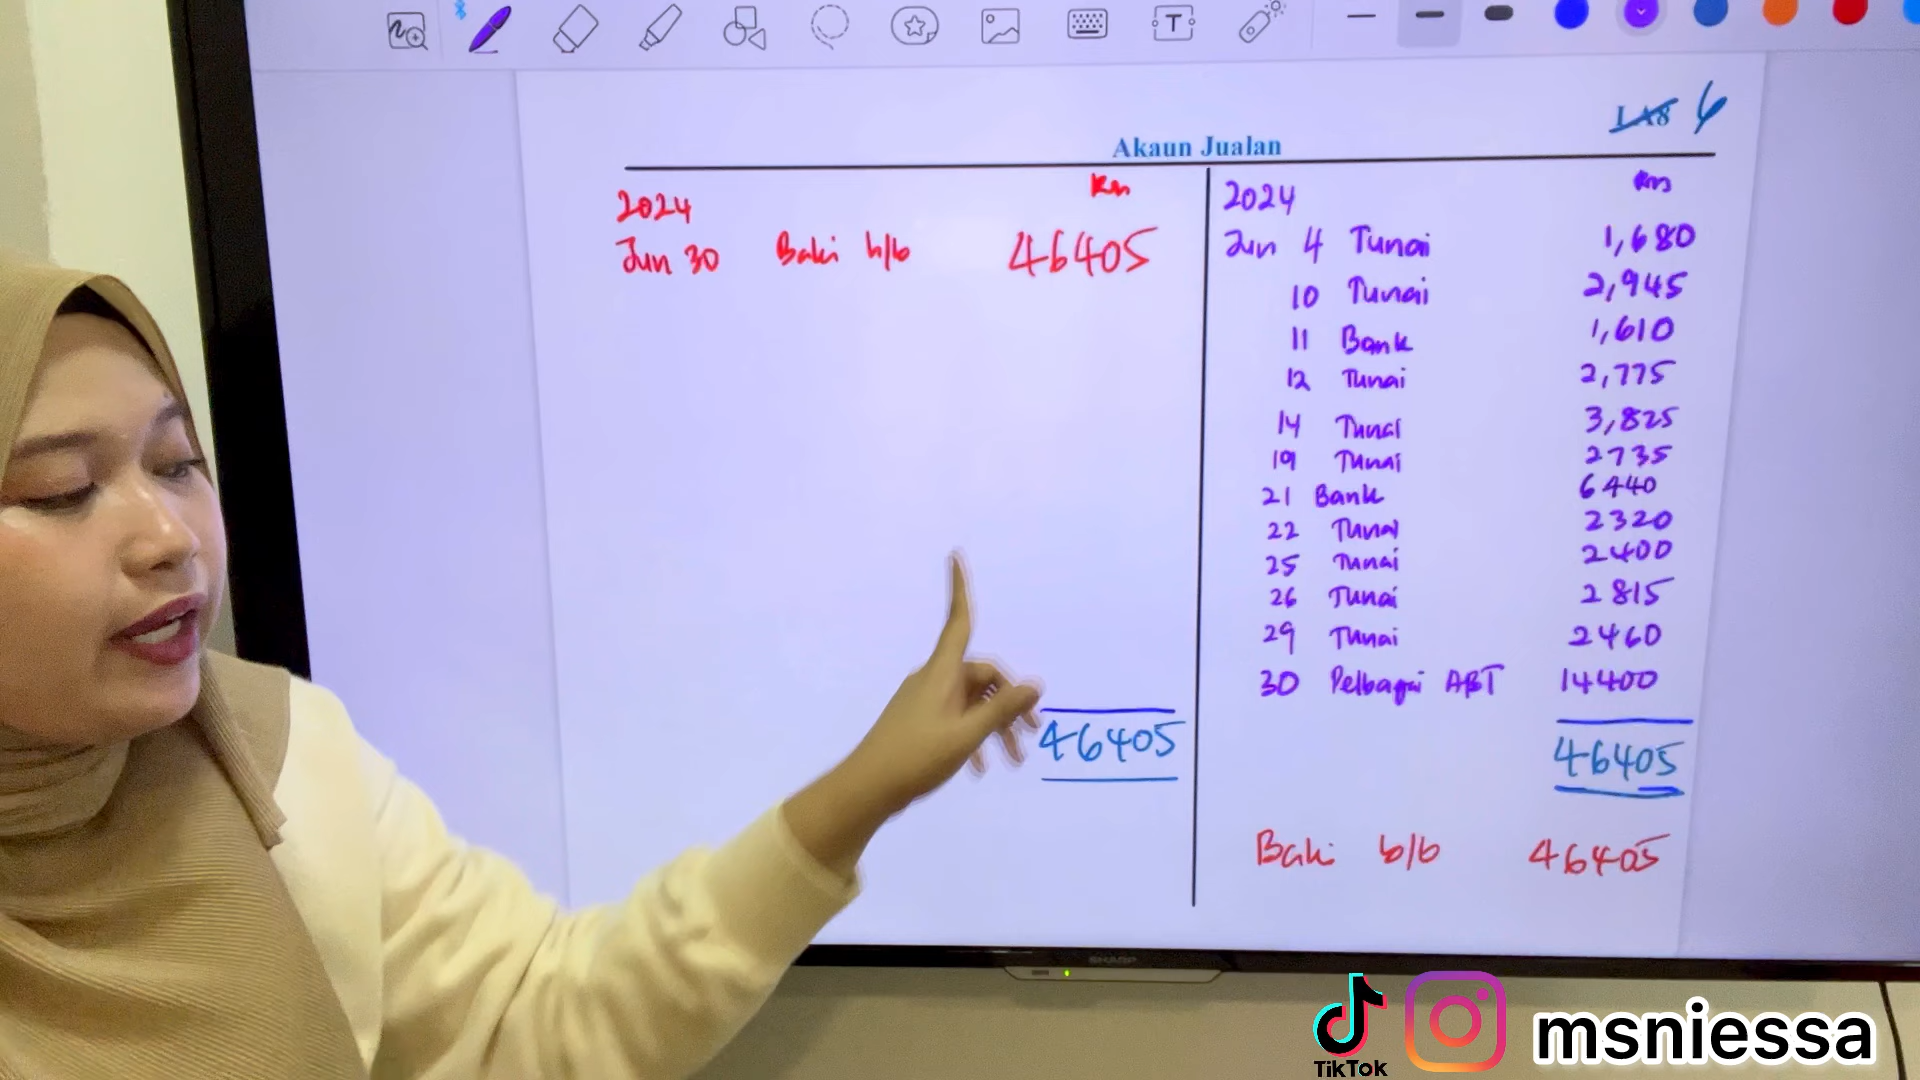 LA8 6
Akaun Jualan
2024 RM
Jun 30 Baki b/b 46405
46405
2024 RM
Jun 4 Tunai 1,680
10 Tunai 2,945
11 Bank 1,610
12 Tunai 2,775
14 Tunai 3,825
19 Tunai 2735
21 Bank 6440
22 Tunai 2320
25 Tunai 2400
26 Tunai 2815
29 Tunai 2460
30 Pelbagai ABT 14400
46405
Baki b/b 46405
SHARP
TikTok
msniessa